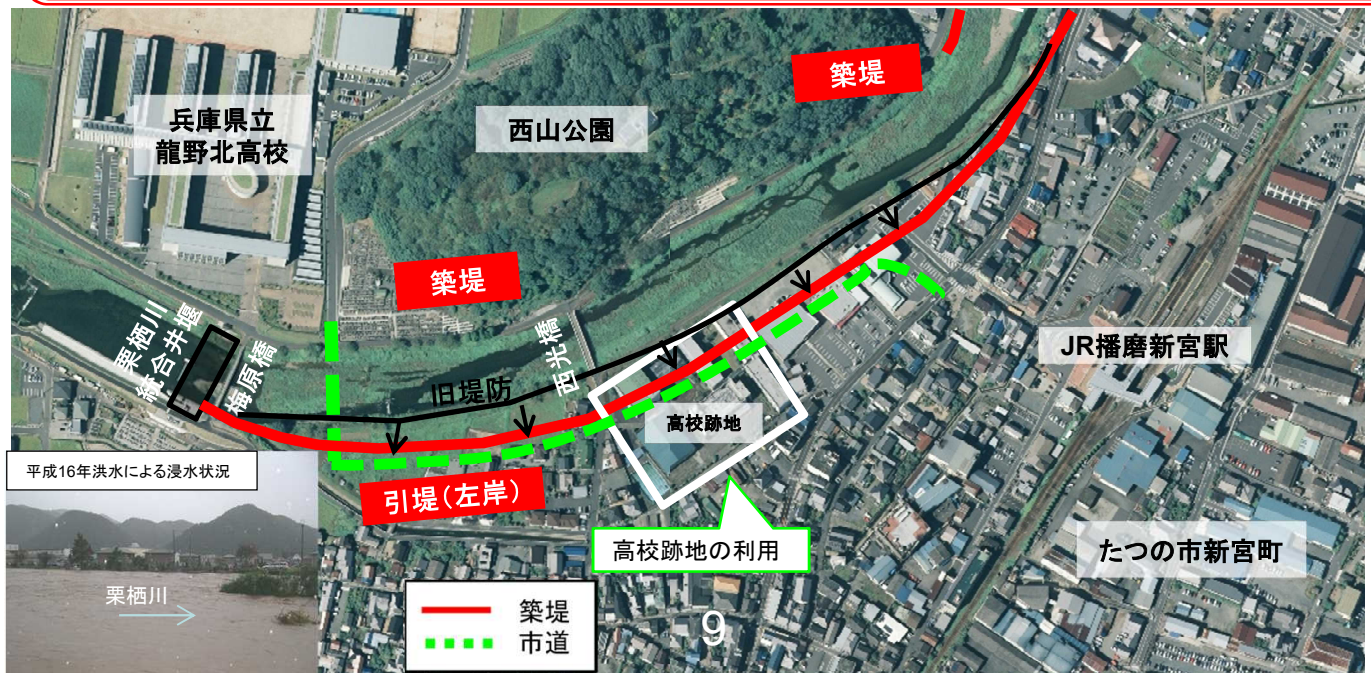 兵庫県立
龍野北高校
西山公園
築堤
築堤
栗栖川
統合井堰
梅原橋
西光橋
旧堤防
JR播磨新宮駅
高校跡地
引堤(左岸)
高校跡地の利用
たつの市新宮町
平成16年洪水による浸水状況
栗栖川
築堤
市道
9